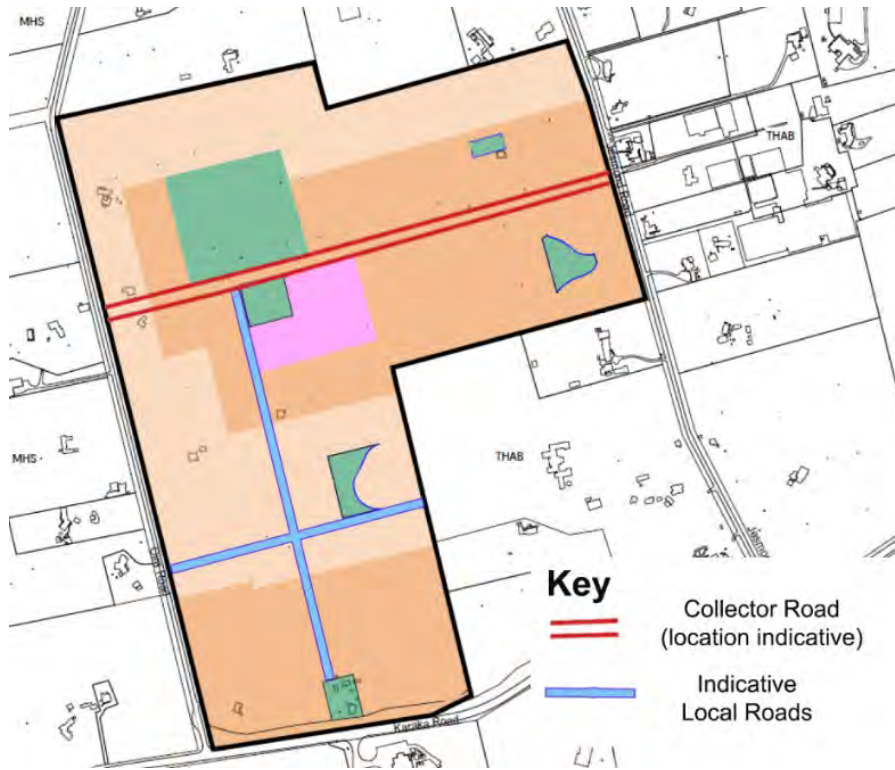 MHS
THAB
MHS
THAB
Karaka Road
Key
Collector Road
(location indicative)
Indicative
Local Roads